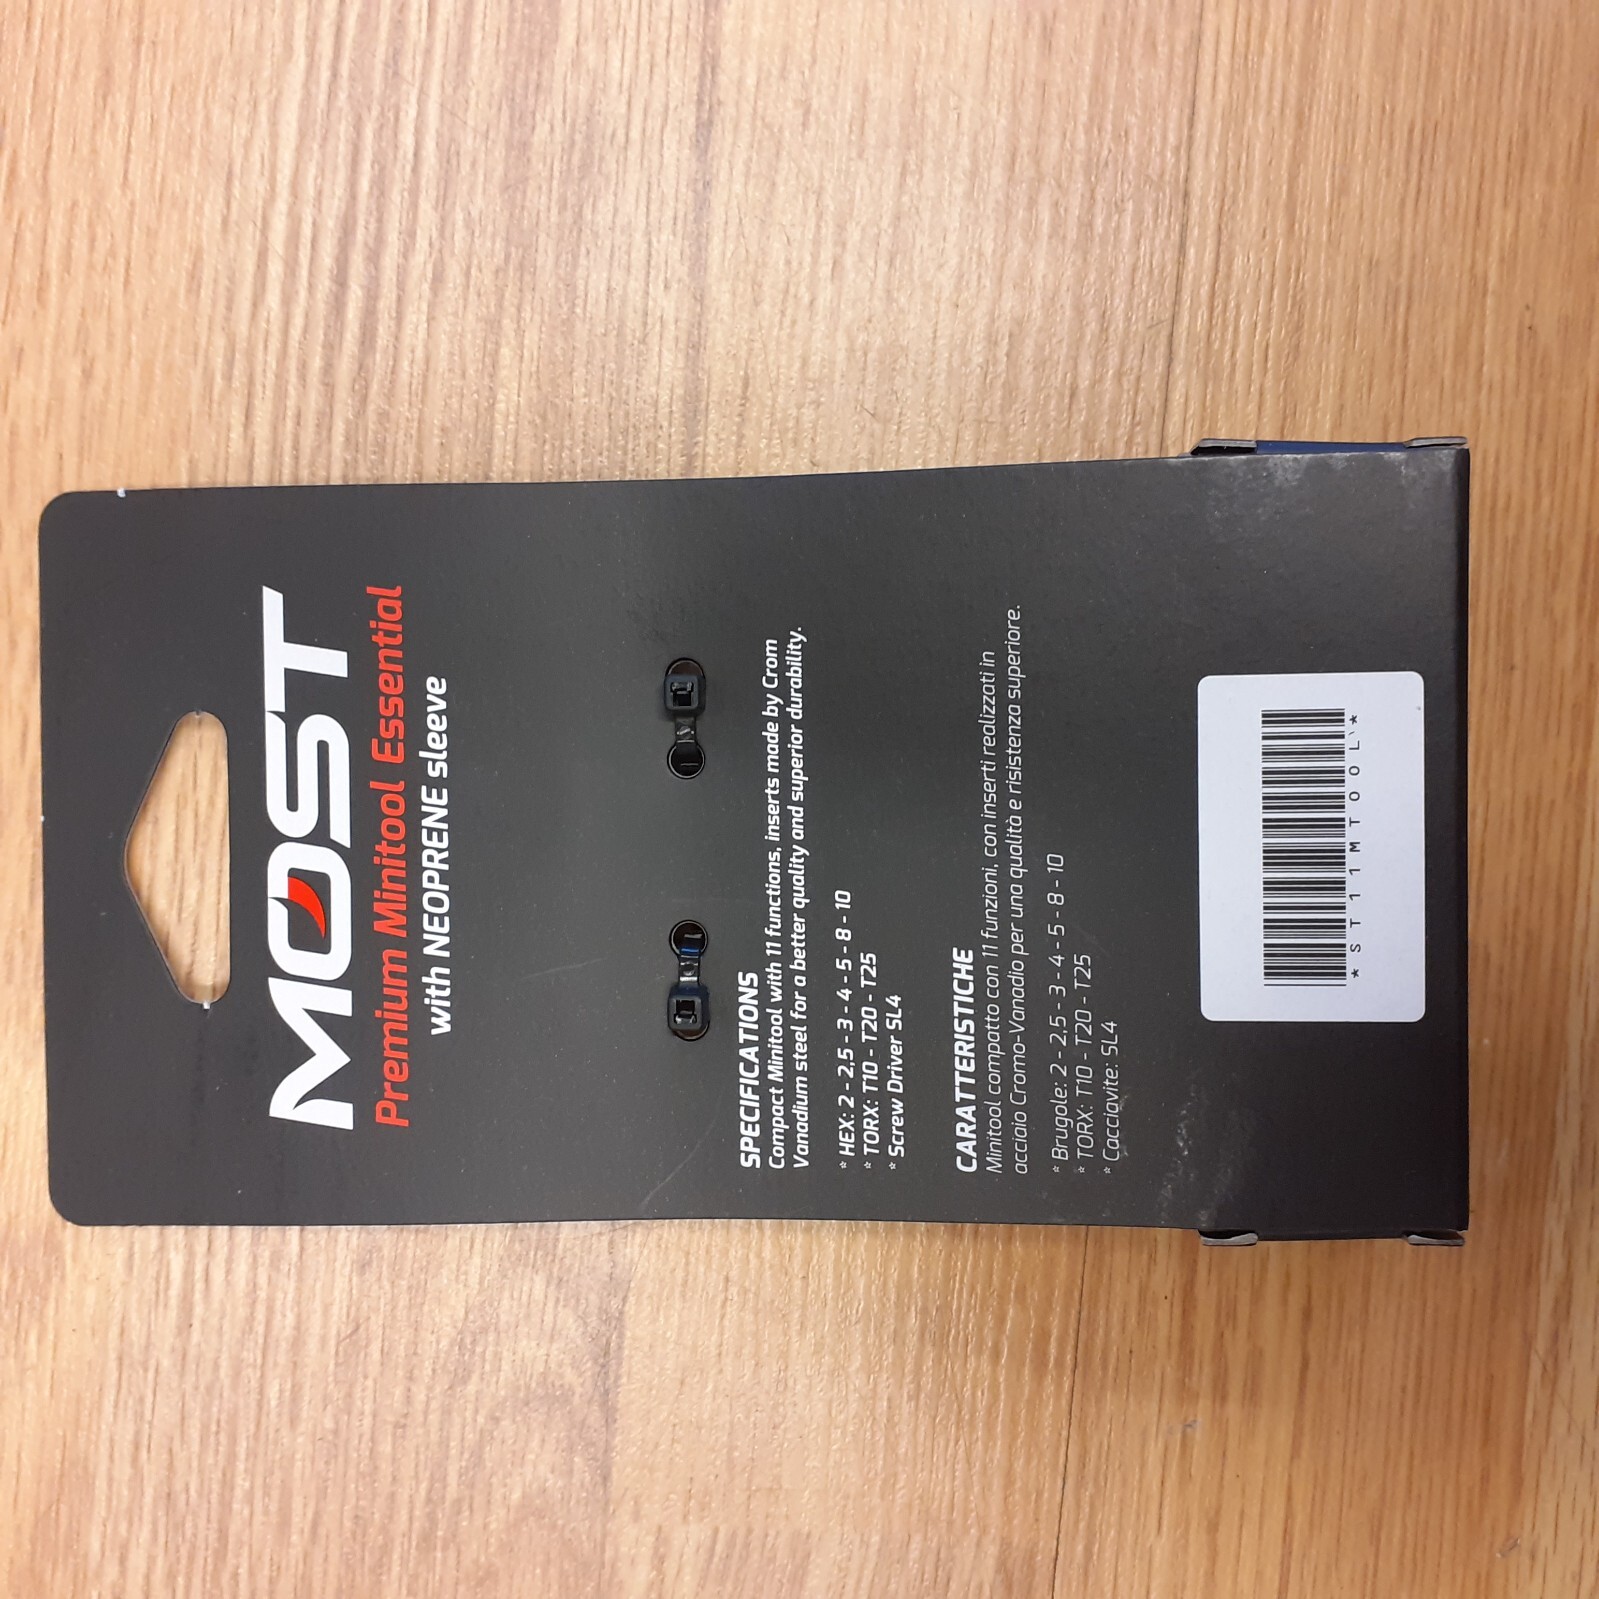 MOST
Premium Minitool Essential
with NEOPRENE sleeve
SPECIFICATIONS
Compact Minitool with 11 functions, inserts made by Crom
Vanadium steel for a better quality and superior durability.
* HEX: 2 - 2,5 - 3 - 4 - 5 - 8 - 10
* TORX: T10 - T20 - T25
* Screw Driver SL4
CARATTERISTICHE
Minitool compatto con 11 funzioni, con inserti realizzati in
acciaio Cromo-Vanadio per una qualità e risistenza superiore.
* Brugole: 2 - 2,5 - 3 - 4 - 5 - 8 - 10
* TORX: T10 - T20 - T25
* Cacciavite: SL4
*ST11MTOOL\*